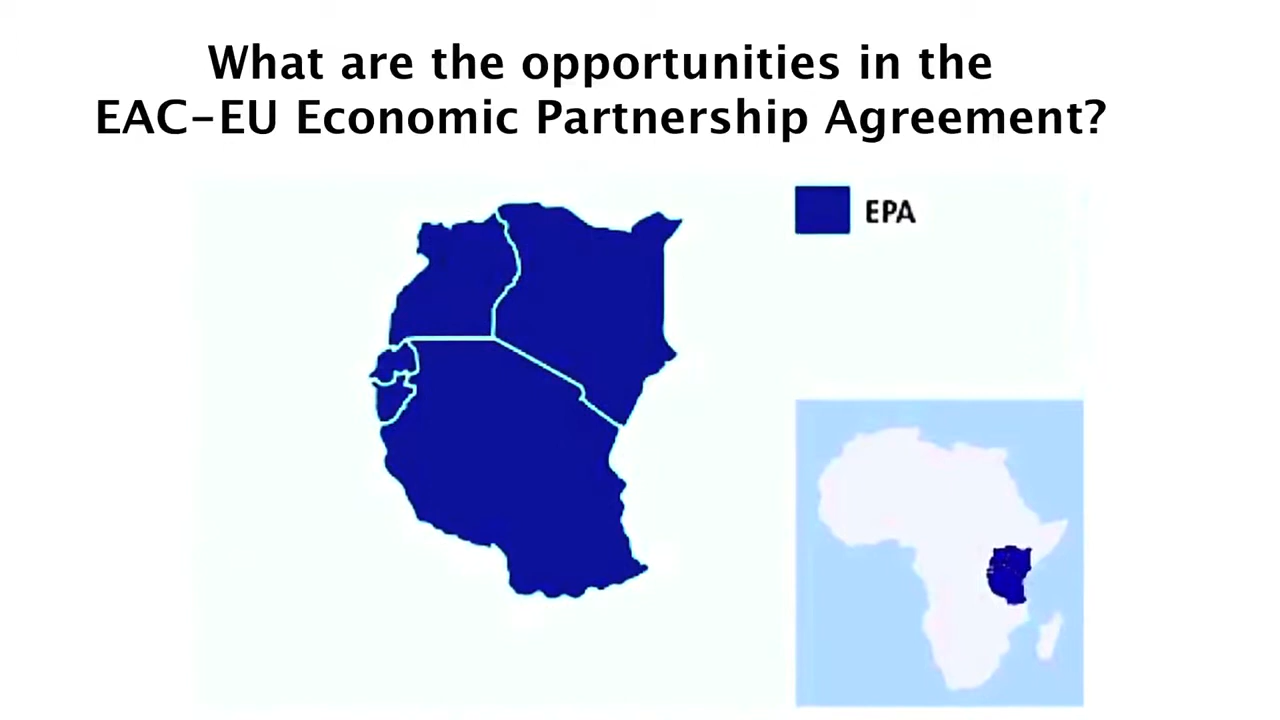 What are the opportunities in the
EAC-EU Economic Partnership Agreement?
EPA